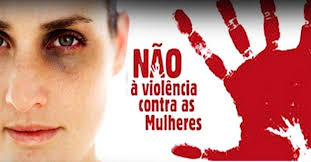 NÃO
à violência
contra as
Mulheres